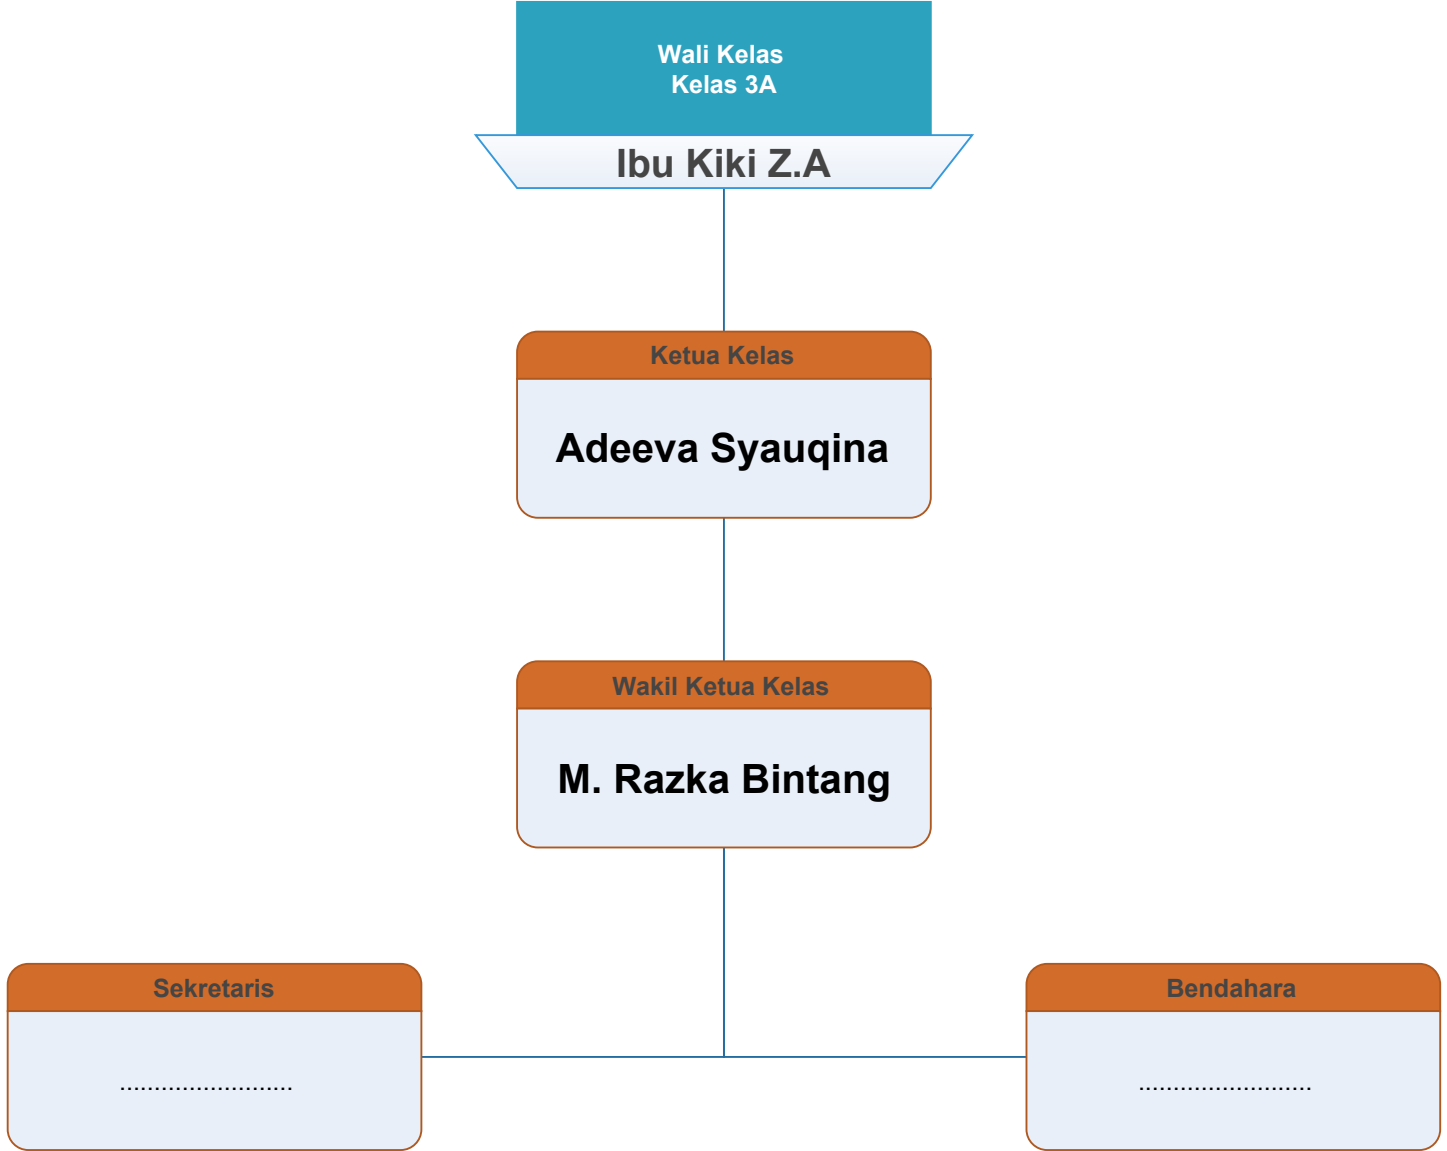 Wali Kelas
Kelas 3A
Ibu Kiki Z.A
Ketua Kelas
Adeeva Syauqina
Wakil Ketua Kelas
M. Razka Bintang
Sekretaris
.........................
Bendahara
.........................